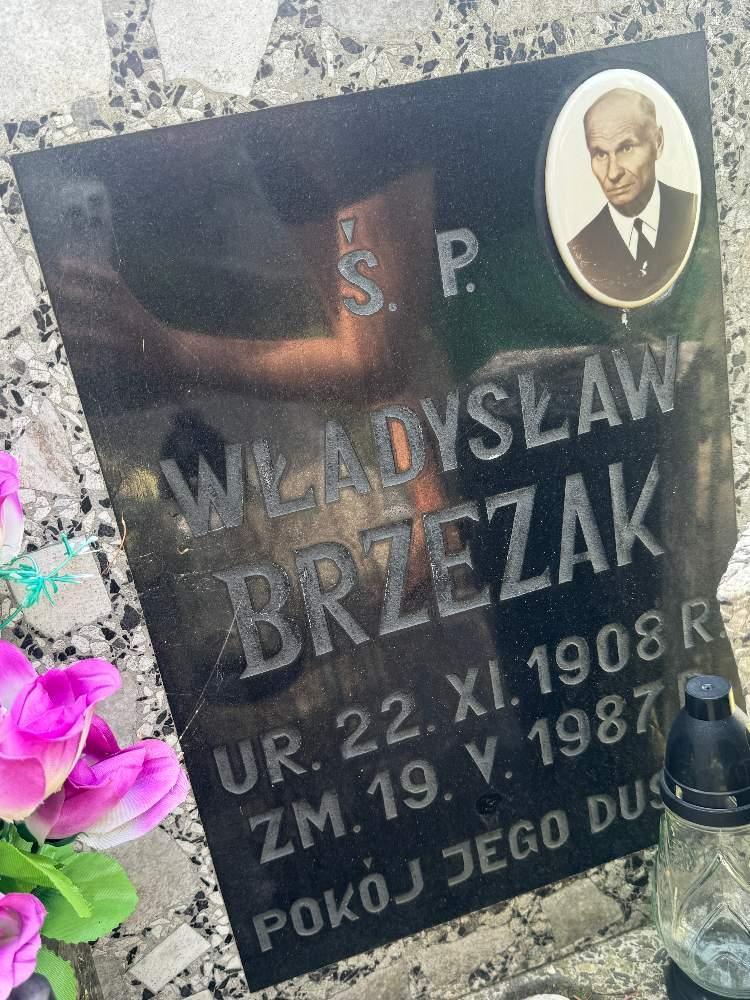 Ś. P.
WŁADYSŁAW
BRZEZAK
UR. 22. XI. 1908 R.
ZM. 19. V. 1987
POKÓJ JEGO